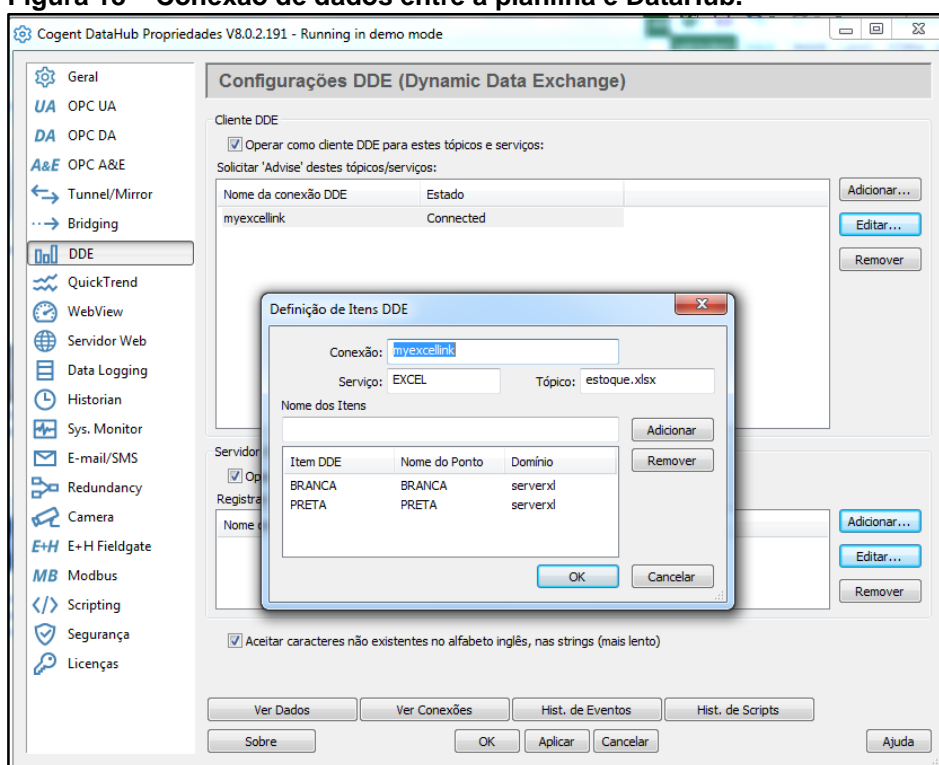 Figura 16 – Conexão de dados entre a planilha e DataHub.
Cogent DataHub Propriedades V8.0.2.191 - Running in demo mode
Geral
UA OPC UA
DA OPC DA
A&E OPC A&E
Tunnel/Mirror
Bridging
DDE
QuickTrend
WebView
Servidor Web
Data Logging
Historian
Sys. Monitor
E-mail/SMS
Redundancy
Camera
E+H E+H Fieldgate
MB Modbus
Scripting
Segurança
Licenças
Configurações DDE (Dynamic Data Exchange)
Cliente DDE
Operar como cliente DDE para estes tópicos e serviços:
Solicitar 'Advise' destes tópicos/serviços:
Nome da conexão DDE Estado
myexcellink Connected
Adicionar...
Editar...
Remover
Definição de Itens DDE
Conexão: myexcellink
Serviço: EXCEL Tópico: estoque.xlsx
Nome dos Itens
Adicionar
Item DDE Nome do Ponto Domínio
BRANCA BRANCA serverxl
PRETA PRETA serverxl
Remover
OK Cancelar
Servidor
Op
Registra
Nome
Adicionar...
Editar...
Remover
Aceitar caracteres não existentes no alfabeto inglês, nas strings (mais lento)
Ver Dados Ver Conexões Hist. de Eventos Hist. de Scripts
Sobre OK Aplicar Cancelar Ajuda